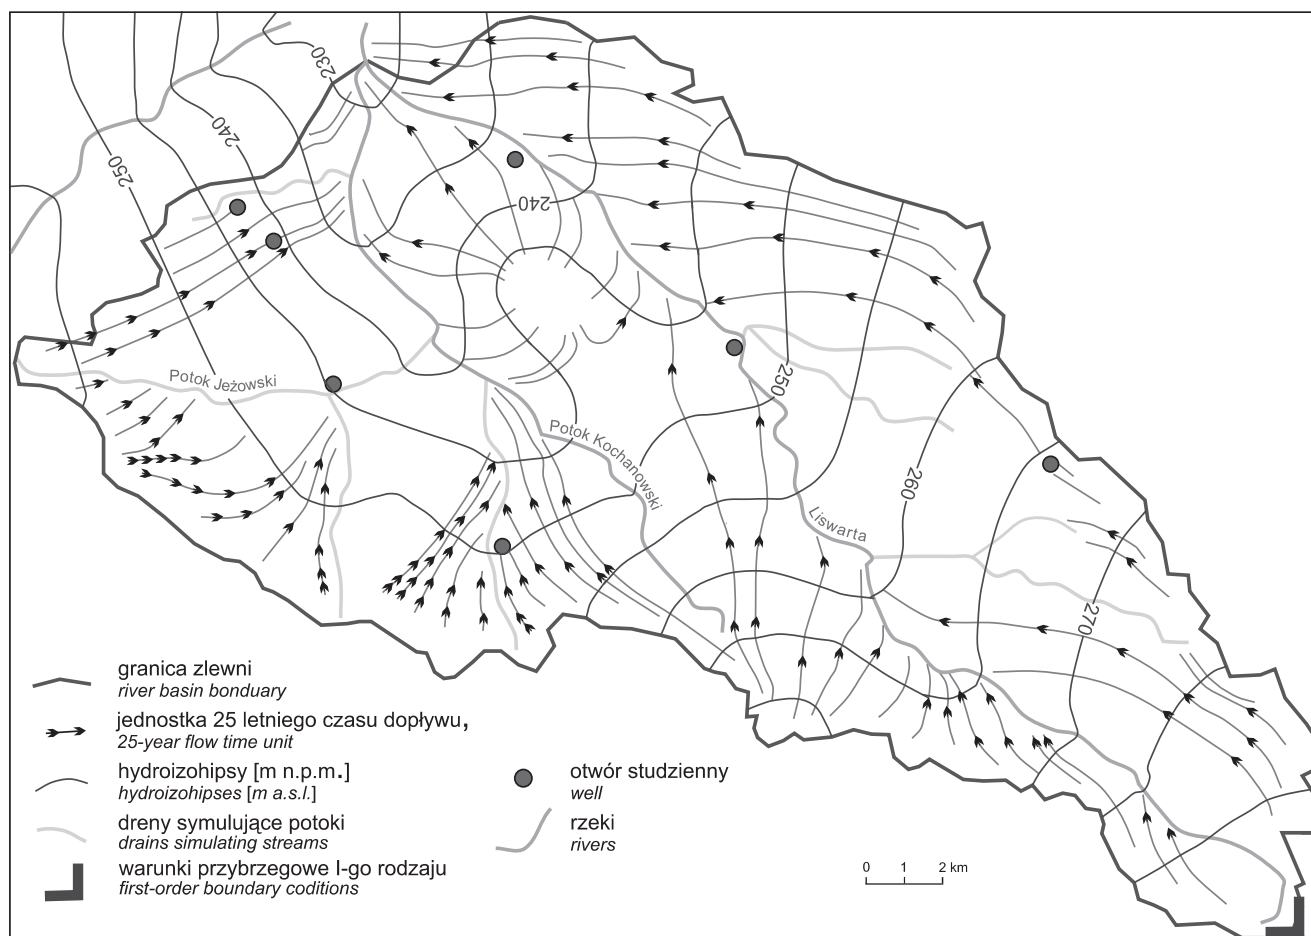 230
240
250
240
Potok Jeżowski
250
Potok Kochanowski
260
Liswarta
270
granica zlewni
river basin bonduary
jednostka 25 letniego czasu dopływu,
25-year flow time unit
hydroizohipsy [m n.p.m.]
hydroizohipses [m a.s.l.]
dreny symulujące potoki
drains simulating streams
warunki przybrzegowe I-go rodzaju
first-order boundary coditions
otwór studzienny
well
rzeki
rivers
0 1 2 km